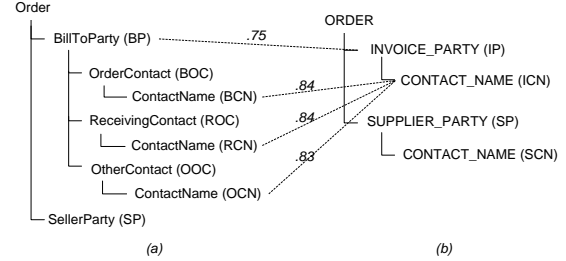 Order
BillToParty (BP)
OrderContact (BOC)
ContactName (BCN)
ReceivingContact (ROC)
ContactName (RCN)
OtherContact (OOC)
ContactName (OCN)
SellerParty (SP)
(a)
.75
.84
.84
.83
ORDER
INVOICE_PARTY (IP)
CONTACT_NAME (ICN)
SUPPLIER_PARTY (SP)
CONTACT_NAME (SCN)
(b)